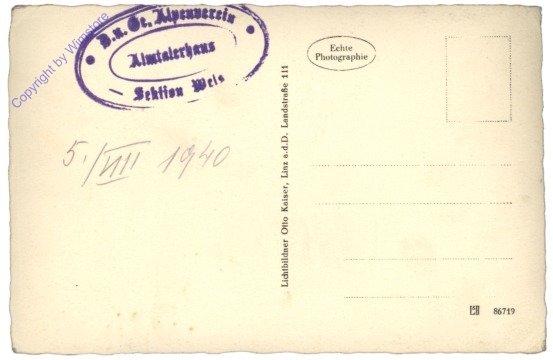 D.u.Oe. Alpenverein
Almtalerhaus
Sektion Wels
Copyright by Wimstore
5./VIII 1940
Lichtbildner Otto Kaiser, Linz a.d.D. Landstraße 111
Echte
Photographie
86719